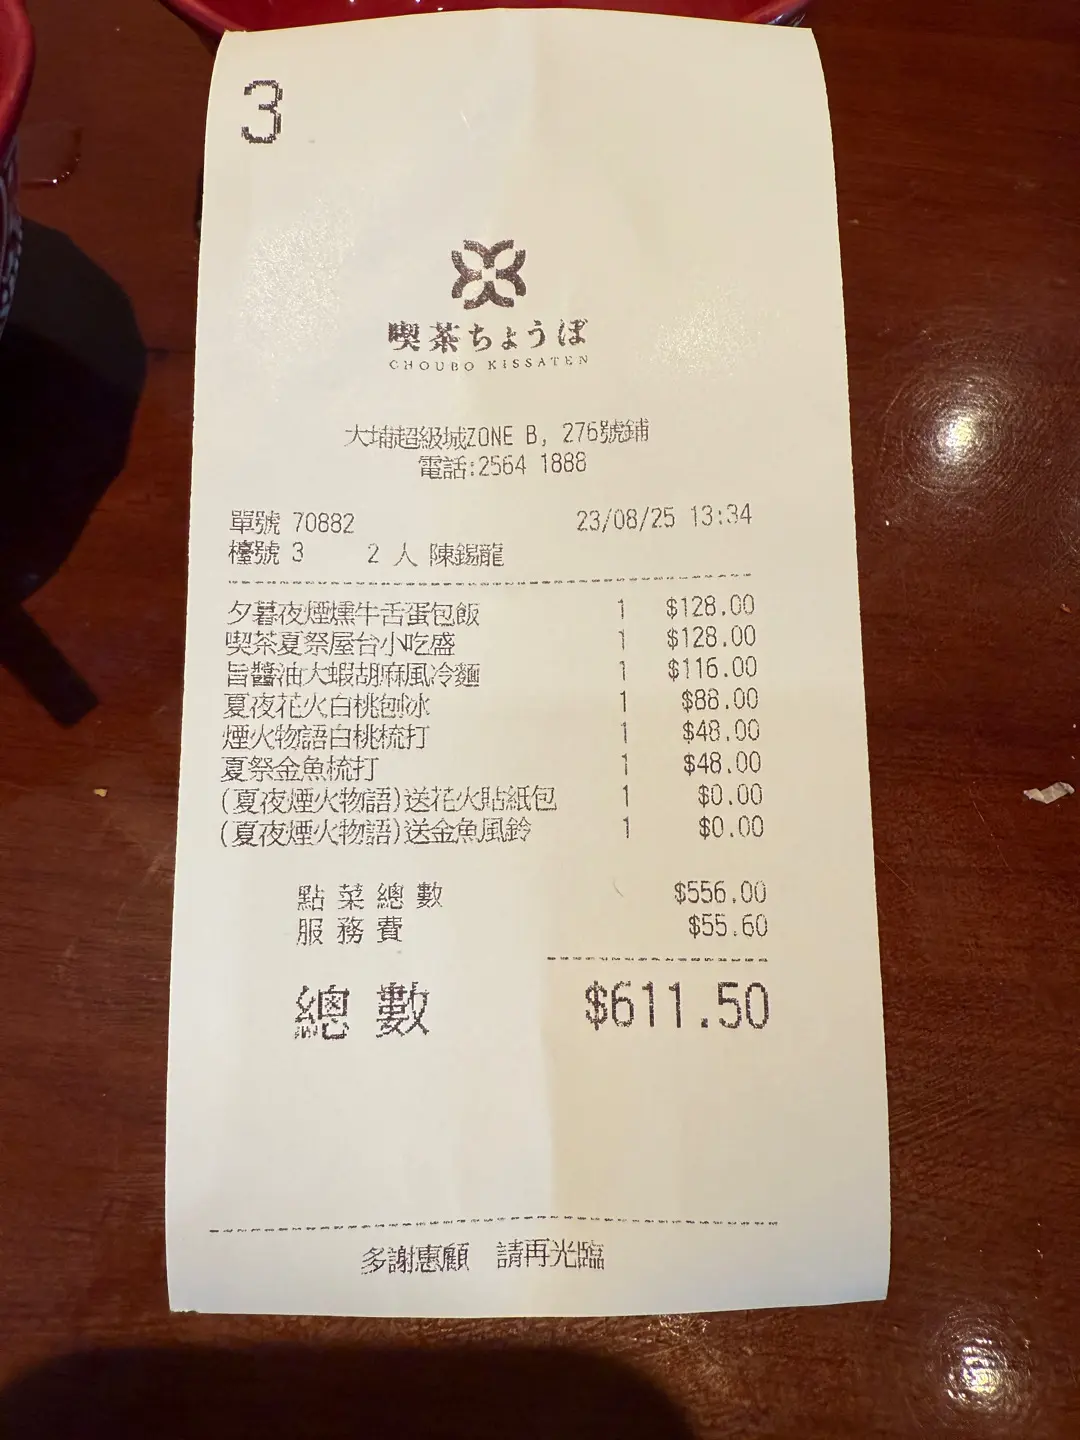 3
喫茶ちょうぼ
CHOUBO KISSATEN
大埔超級城ZONE B, 276號鋪
電話:2564 1888
單號 70882 23/08/25 13:34
檯號 3 2 人 陳錫龍
夕暮夜煙燻牛舌蛋包飯 1 $128.00
喫茶夏祭屋台小吃盛 1 $128.00
旨醬油大蝦胡麻風冷麵 1 $116.00
夏夜花火白桃刨冰 1 $88.00
煙火物語白桃梳打 1 $48.00
夏祭金魚梳打 1 $48.00
(夏夜煙火物語)送花火貼紙包 1 $0.00
(夏夜煙火物語)送金魚風鈴 1 $0.00
點菜總數 $556.00
服務費 $55.60
總數 $611.50
多謝惠顧 請再光臨